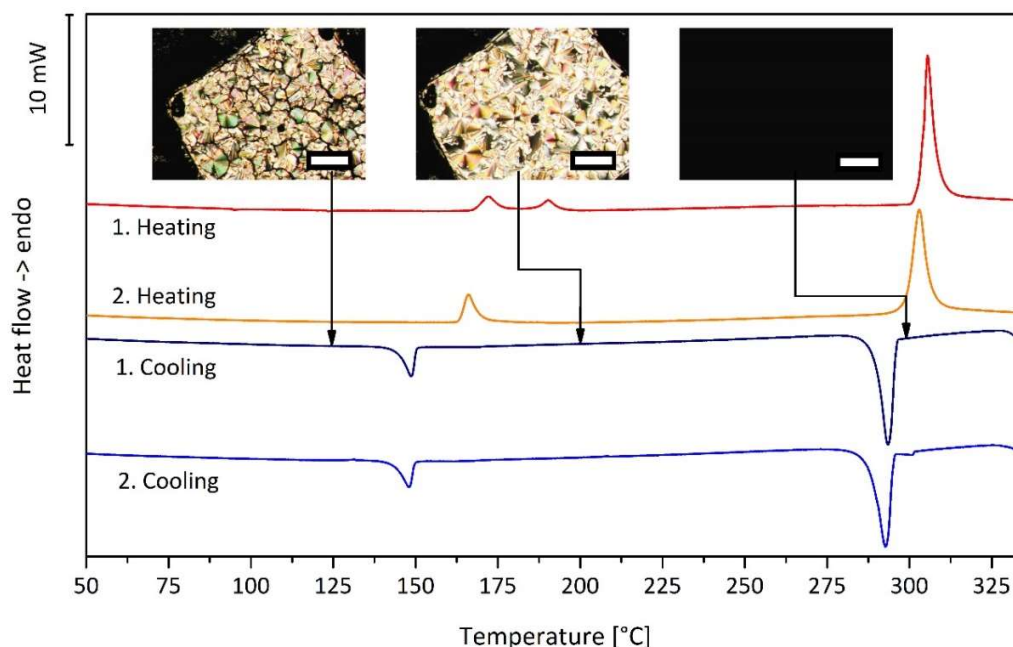 10 mW
Heat flow -> endo
1. Heating
2. Heating
1. Cooling
2. Cooling
50 75 100 125 150 175 200 225 250 275 300 325
Temperature [°C]